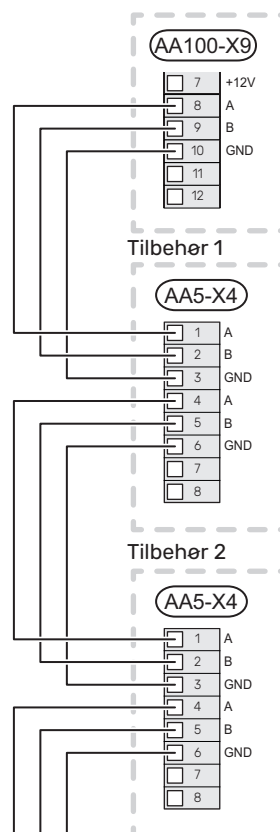 AA100-X9
7 +12V
8 A
9 B
10 GND
11
12
Tilbehør 1
AA5-X4
1 A
2 B
3 GND
4 A
5 B
6 GND
7
8
Tilbehør 2
AA5-X4
1 A
2 B
3 GND
4 A
5 B
6 GND
7
8